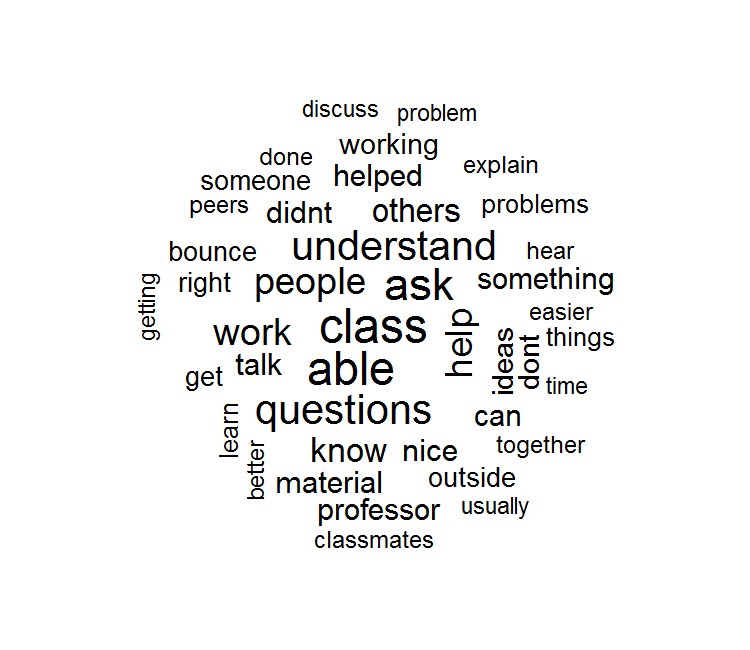 discuss problem
working
done
explain
someone helped
peers didnt others problems
understand
bounce hear
right people ask something
getting
class easier
work help ideas dont things
talk able
get time
questions can
learn
know nice together
better
material outside
professor usually
classmates